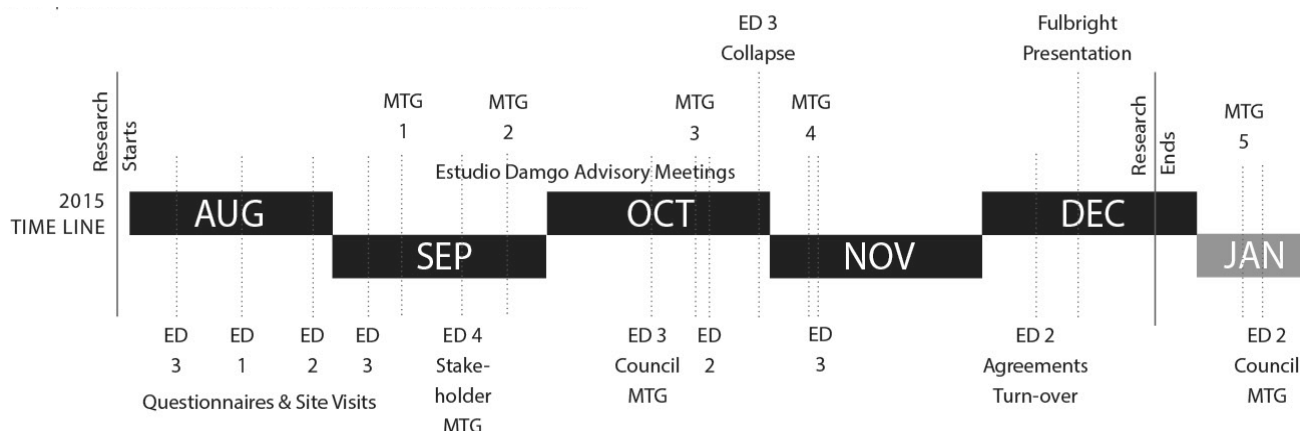 ED 3
Collapse
Fulbright
Presentation
Research
Starts
MTG
1
MTG
2
MTG
3
MTG
4
Research
Ends
MTG
5
Estudio Damgo Advisory Meetings
2015
TIME LINE
AUG
SEP
OCT
NOV
DEC
JAN
ED
3
ED
1
ED
2
ED
3
Questionnaires & Site Visits
ED 4
Stake-
holder
MTG
ED 3
Council
MTG
ED
2
ED
3
ED 2
Agreements
Turn-over
ED 2
Council
MTG